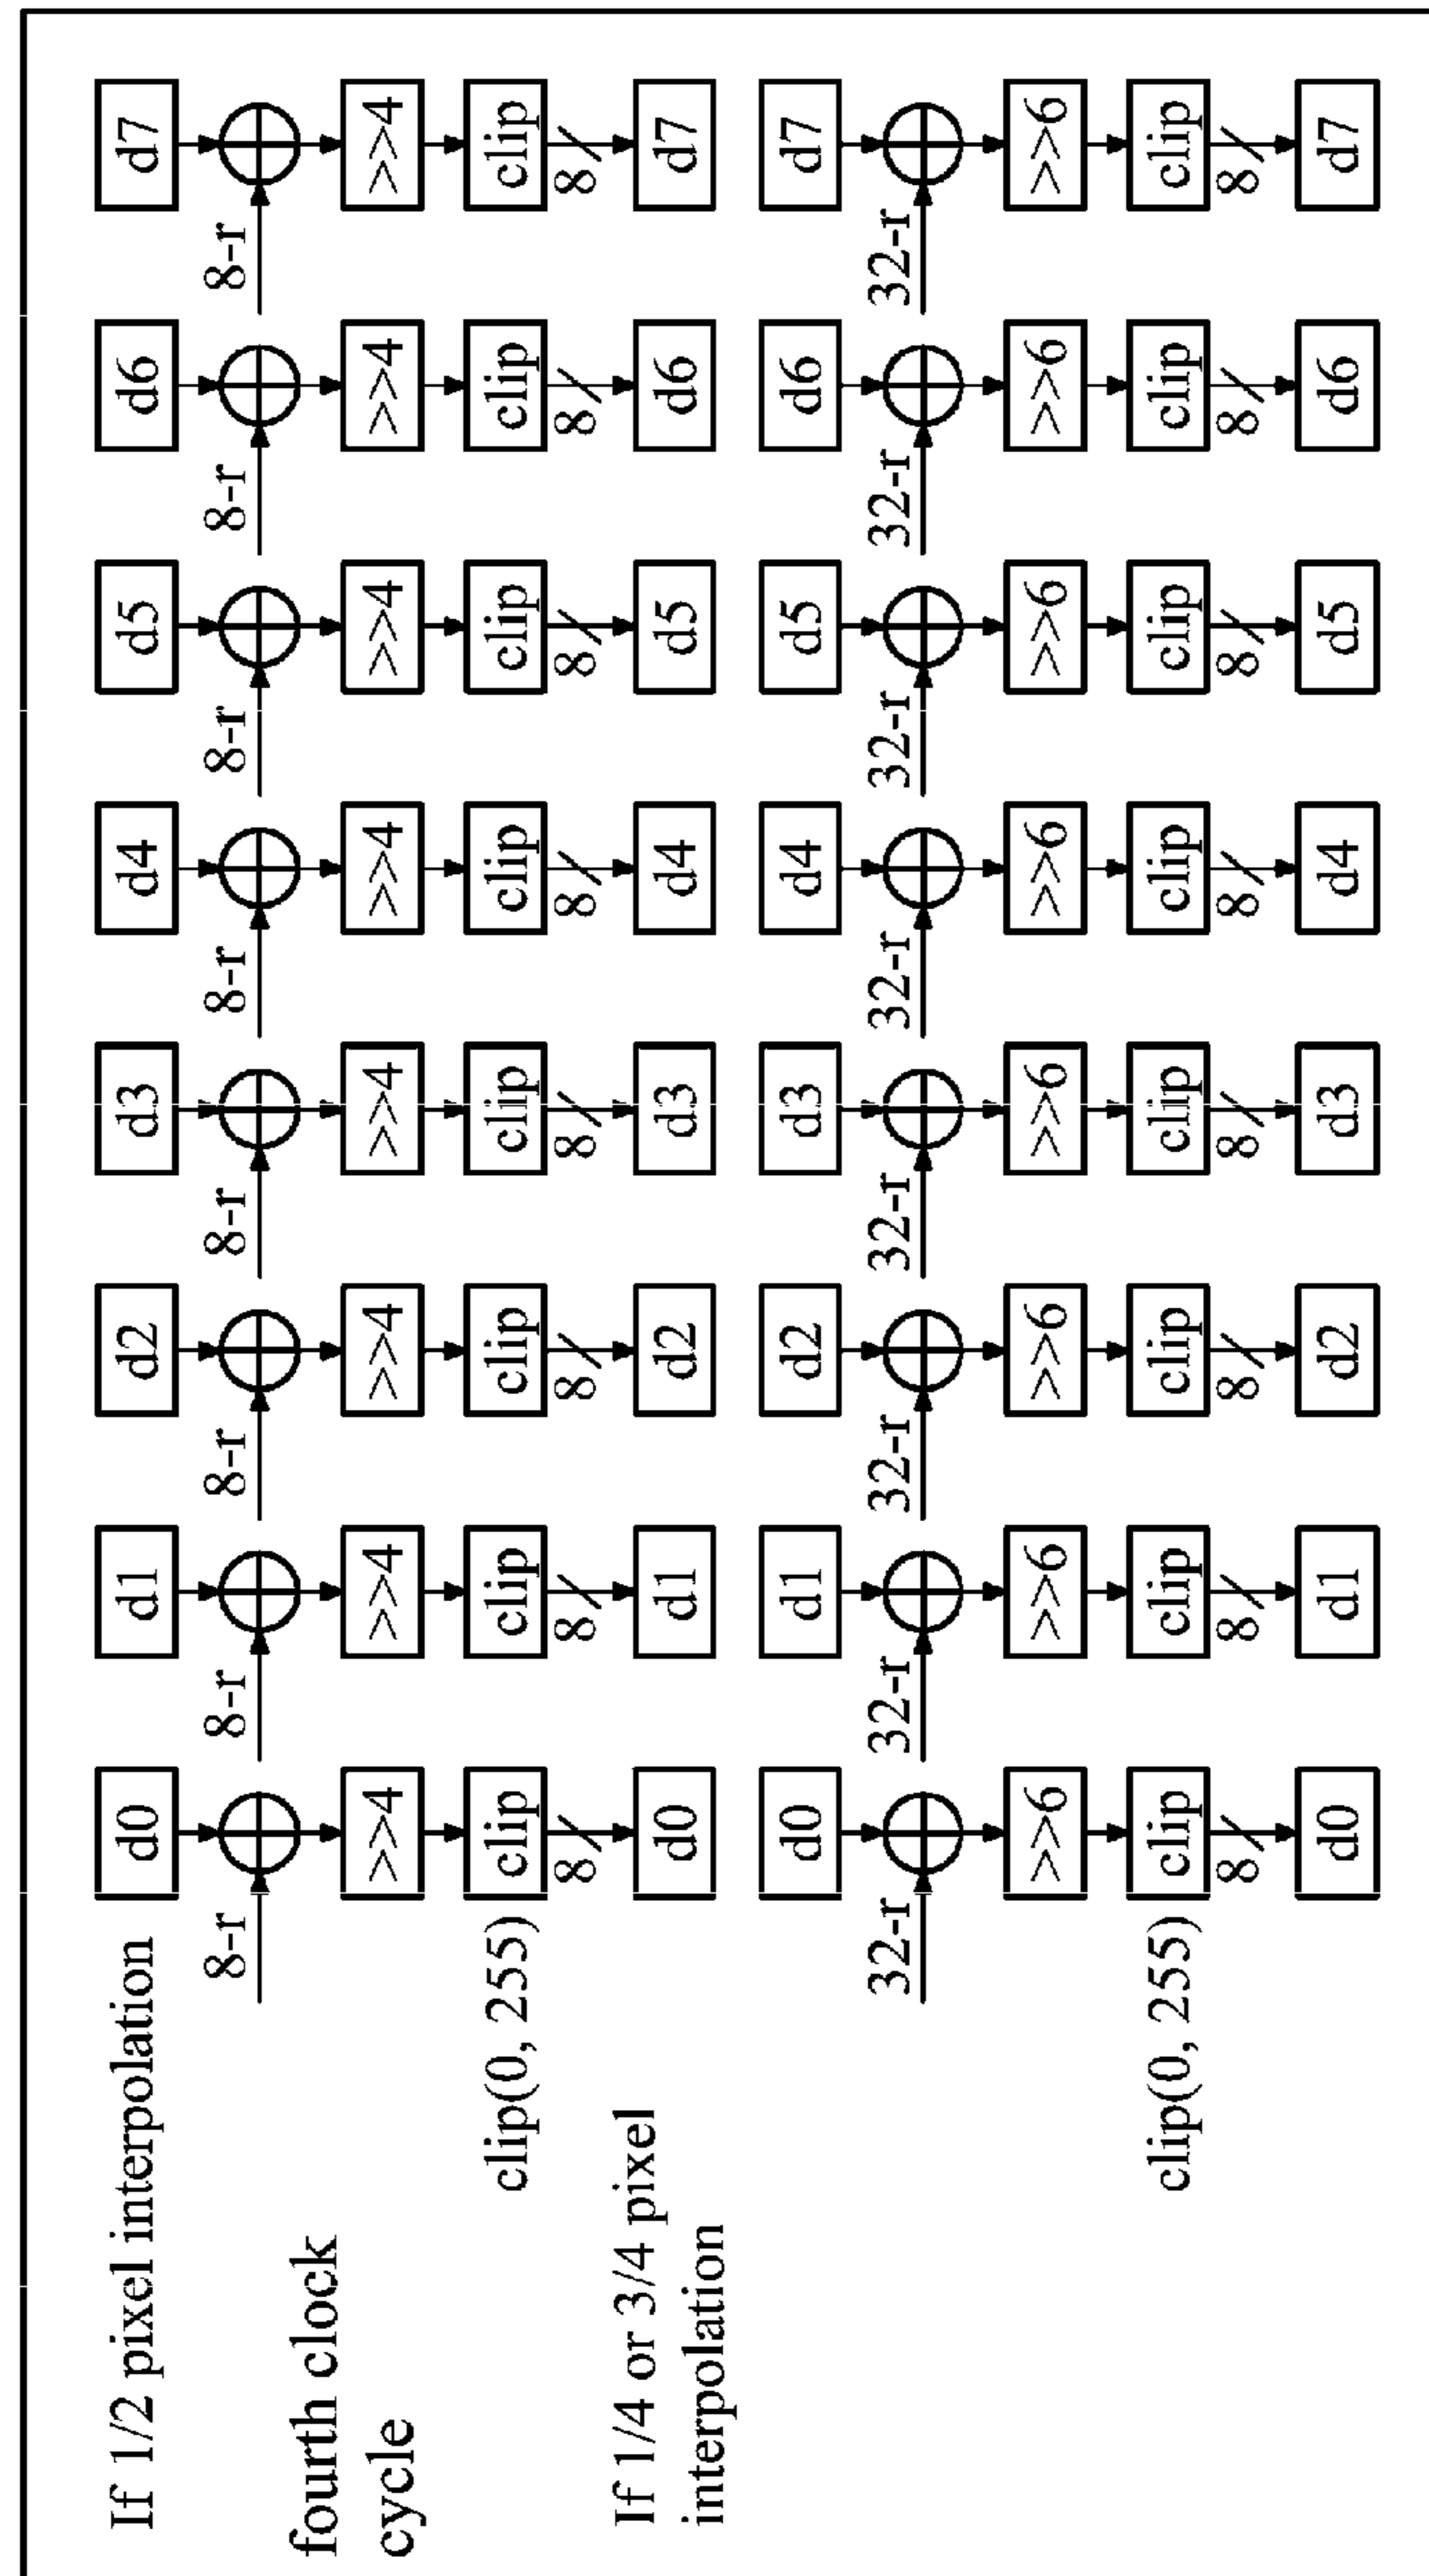 If 1/2 pixel interpolation
d0 d1 d2 d3 d4 d5 d6 d7
8-r 8-r 8-r 8-r 8-r 8-r 8-r 8-r
fourth clock
cycle
>>4 >>4 >>4 >>4 >>4 >>4 >>4 >>4
clip(0, 255)
clip clip clip clip clip clip clip clip
8 8 8 8 8 8 8 8
If 1/4 or 3/4 pixel
interpolation
d0 d1 d2 d3 d4 d5 d6 d7
d0 d1 d2 d3 d4 d5 d6 d7
32-r 32-r 32-r 32-r 32-r 32-r 32-r 32-r
>>6 >>6 >>6 >>6 >>6 >>6 >>6 >>6
clip(0, 255)
clip clip clip clip clip clip clip clip
8 8 8 8 8 8 8 8
d0 d1 d2 d3 d4 d5 d6 d7